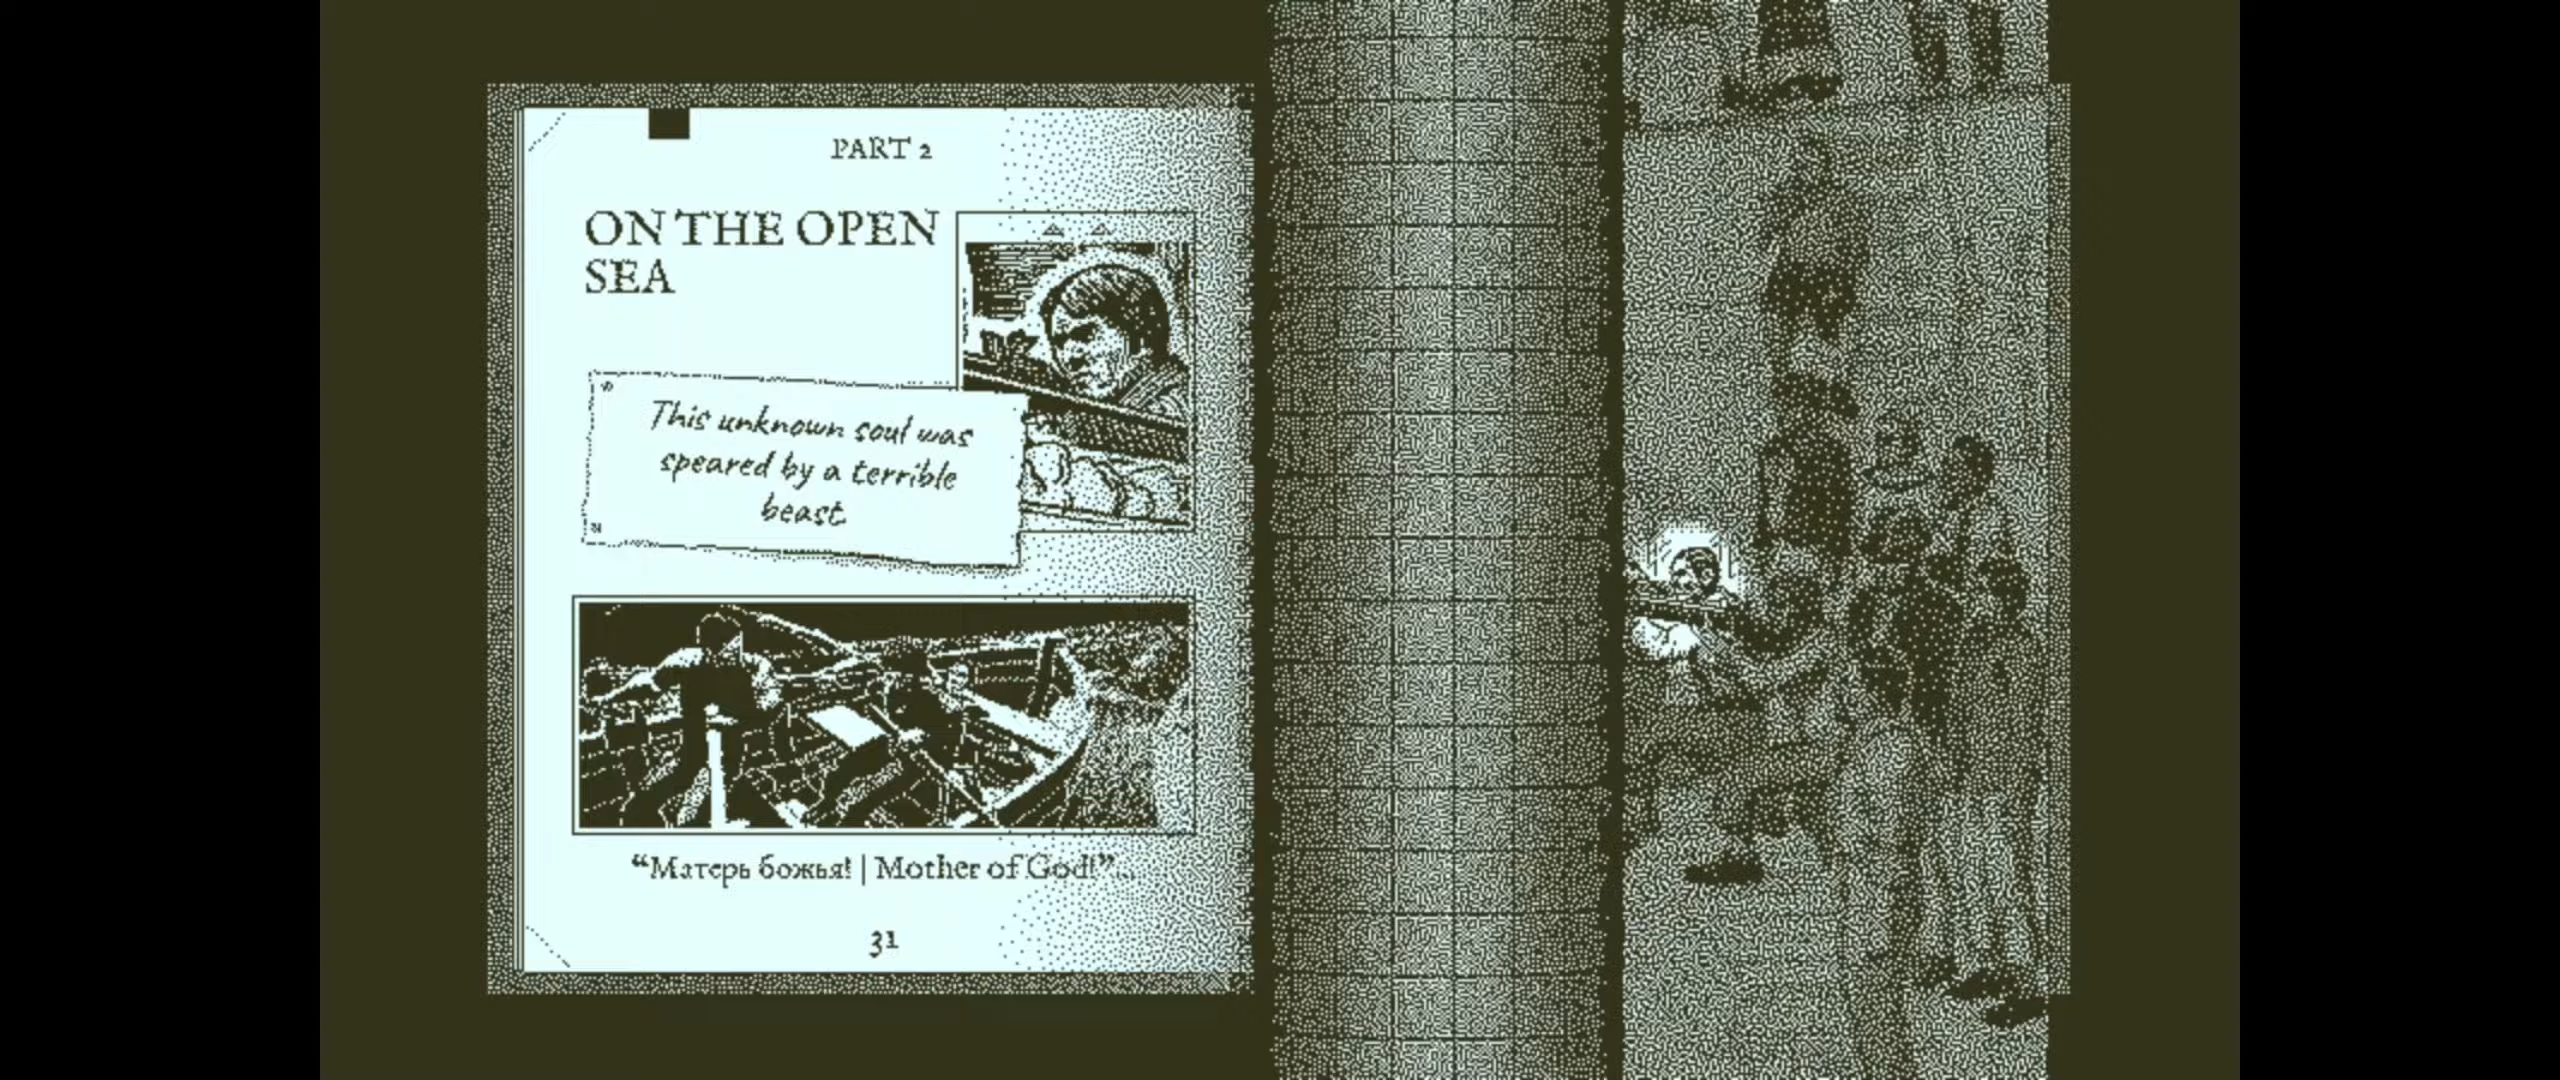 PART 2
ON THE OPEN
SEA
This unknown soul was
speared by a terrible
beast.
“Матерь божья! | Mother of God!”...
31